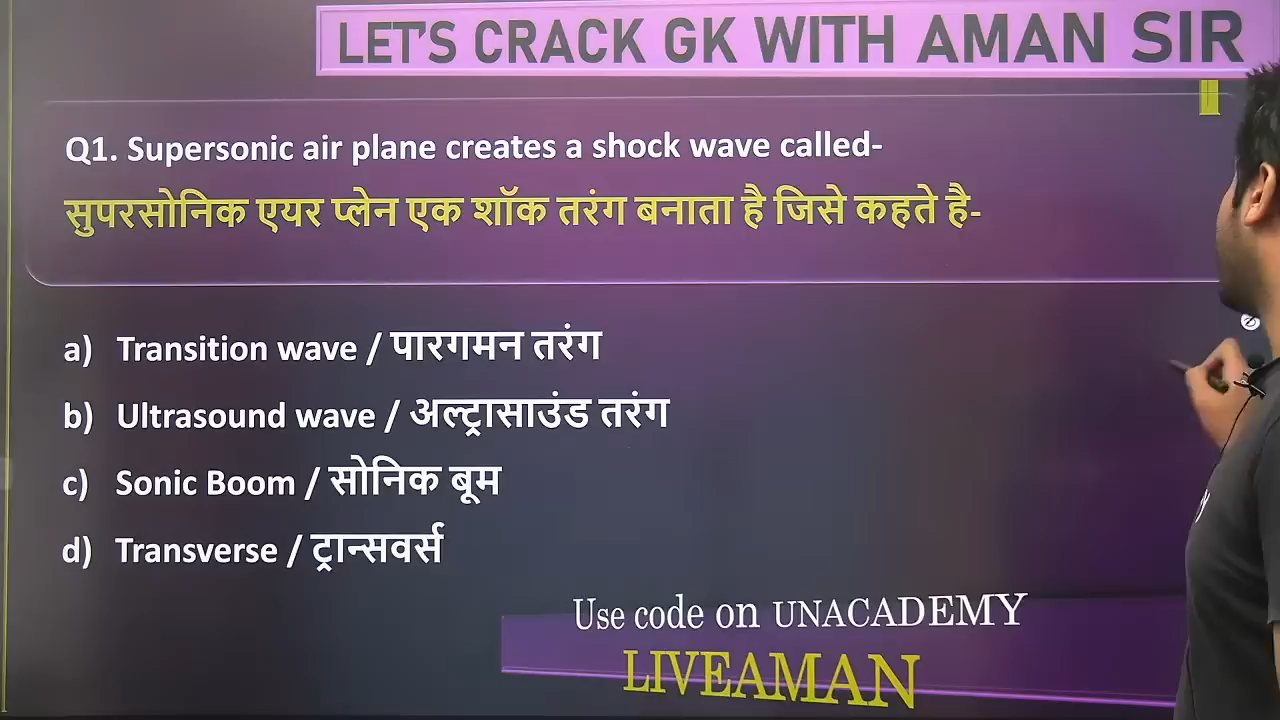 LET'S CRACK GK WITH AMAN SIR
Q1. Supersonic air plane creates a shock wave called-
सुपरसोनिक एयर प्लेन एक शॉक तरंग बनाता है जिसे कहते है-
a) Transition wave / पारगमन तरंग
b) Ultrasound wave / अल्ट्रासाउंड तरंग
c) Sonic Boom / सोनिक बूम
d) Transverse / ट्रान्सवर्स
Use code on UNACADEMY
LIVEAMAN